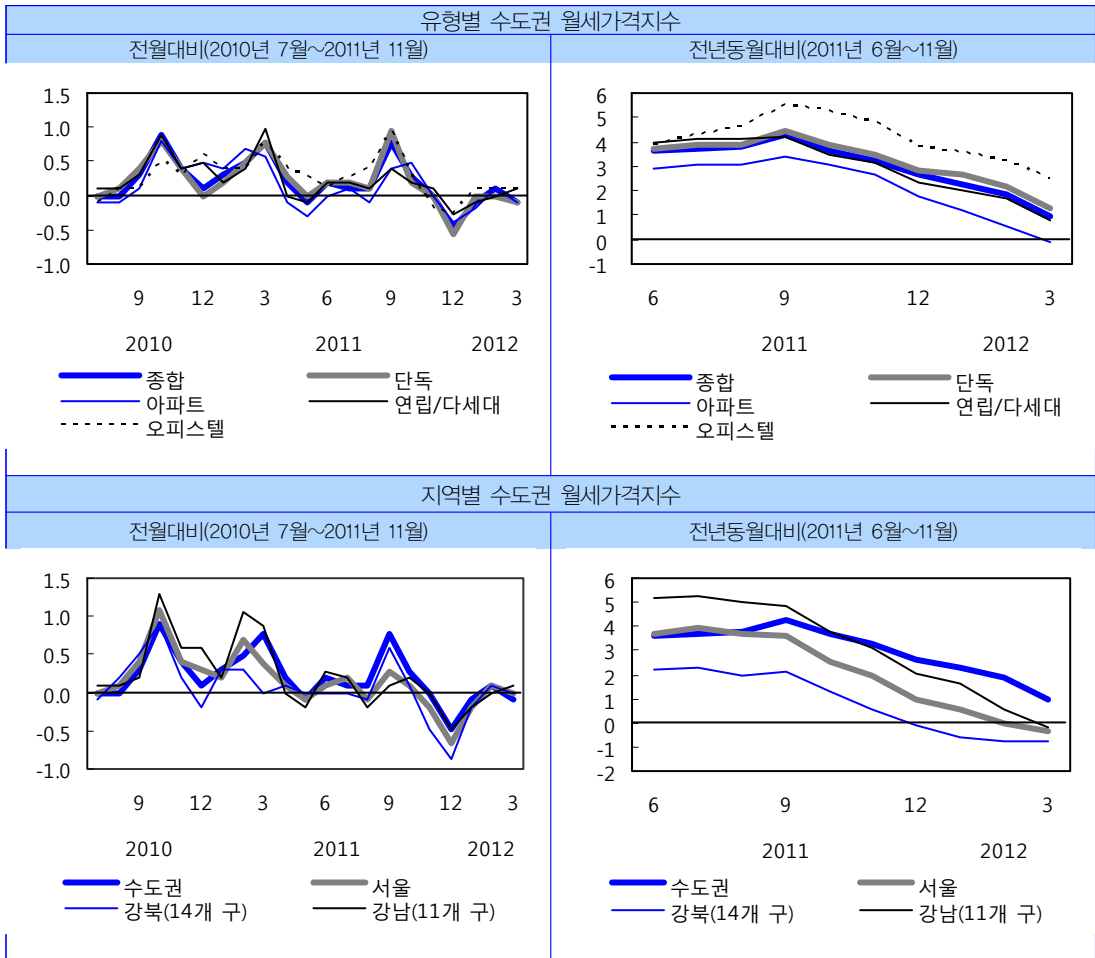 유형별 수도권 월세가격지수
전월대비(2010년 7월～2011년 11월)
전년동월대비(2011년 6월～11월)
1.5
1.0
0.5
0.0
-0.5
-1.0
9 12 3 6 9 12 3
2010 2011 2012
종합 단독
아파트 연립/다세대
오피스텔
6
5
4
3
2
1
0
-1
6 9 12 3
2011 2012
종합 단독
아파트 연립/다세대
오피스텔
지역별 수도권 월세가격지수
전월대비(2010년 7월～2011년 11월)
전년동월대비(2011년 6월～11월)
1.5
1.0
0.5
0.0
-0.5
-1.0
9 12 3 6 9 12 3
2010 2011 2012
수도권 서울
강북(14개 구) 강남(11개 구)
6
5
4
3
2
1
0
-1
-2
6 9 12 3
2011 2012
수도권 서울
강북(14개 구) 강남(11개 구)